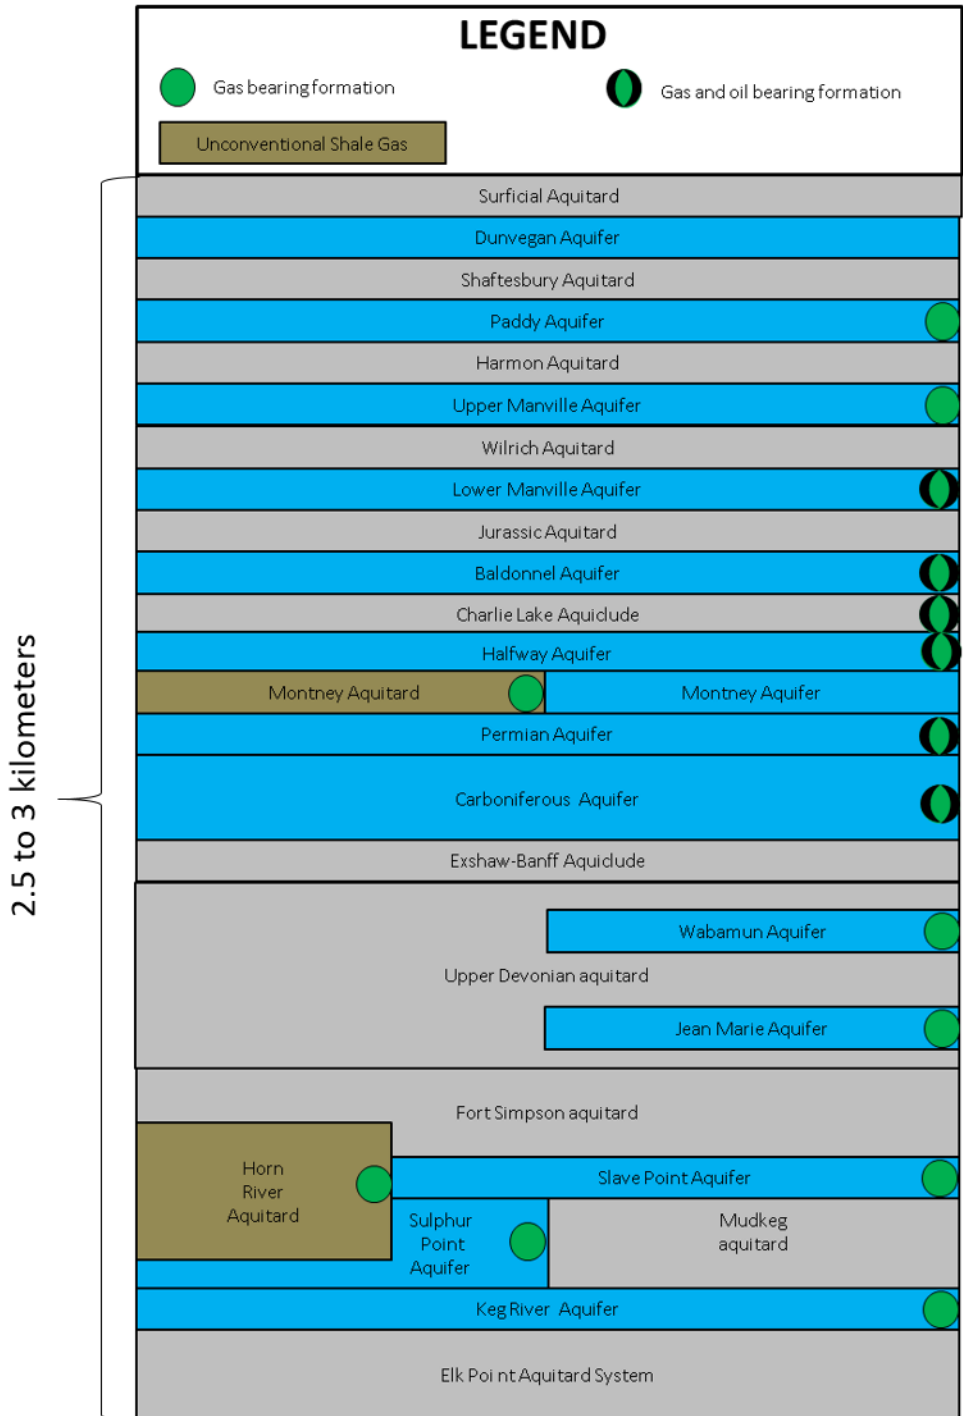 LEGEND
Gas bearing formation
Gas and oil bearing formation
Unconventional Shale Gas
2.5 to 3 kilometers
Surficial Aquitard
Dunvegan Aquifer
Shaftesbury Aquitard
Paddy Aquifer
Harmon Aquitard
Upper Manville Aquifer
Wilrich Aquitard
Lower Manville Aquifer
Jurassic Aquitard
Baldonnel Aquifer
Charlie Lake Aquiclude
Halfway Aquifer
Montney Aquitard
Montney Aquifer
Permian Aquifer
Carboniferous Aquifer
Exshaw-Banff Aquiclude
Wabamun Aquifer
Upper Devonian aquitard
Jean Marie Aquifer
Fort Simpson aquitard
Horn
River
Aquitard
Slave Point Aquifer
Sulphur
Point
Aquifer
Mudkeg
aquitard
Keg River Aquifer
Elk Point Aquitard System